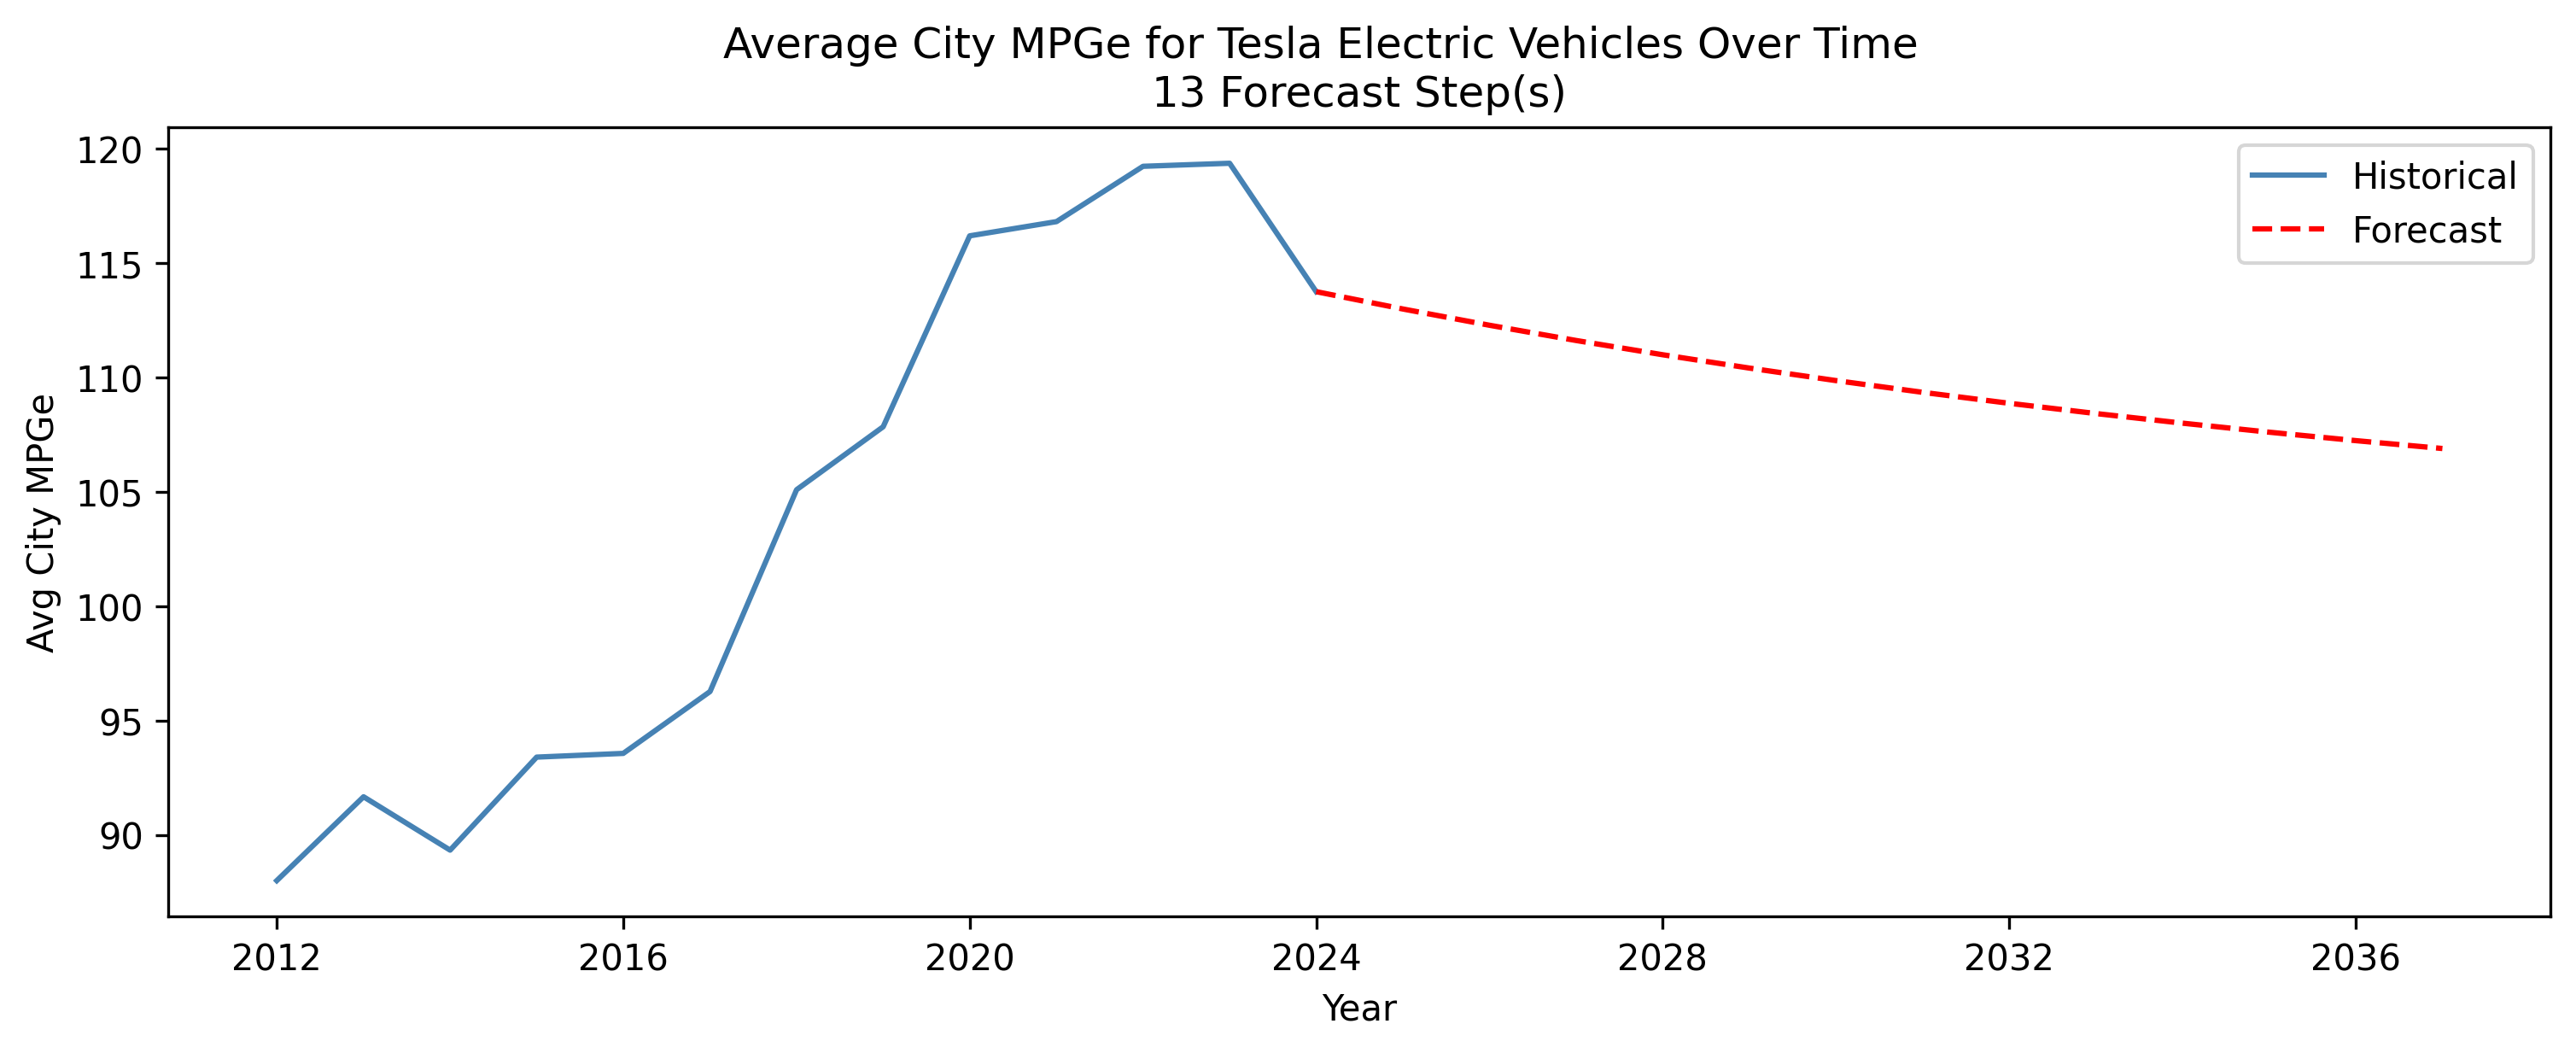 Average City MPGe for Tesla Electric Vehicles Over Time
13 Forecast Step(s)
Historical
Forecast
Avg City MPGe
120
115
110
105
100
95
90
2012
2016
2020
2024
2028
2032
2036
Year